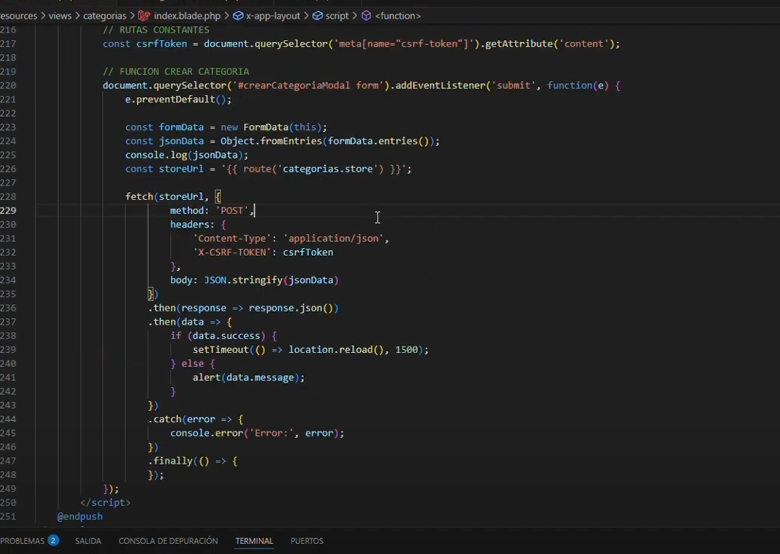 resources > views > categorias > index.blade.php > x-app-layout > script > <function>
216 // RUTAS CONSTANTES
217 const csrfToken = document.querySelector('meta[name="csrf-token"]').getAttribute('content');
218
219 // FUNCION CREAR CATEGORIA
220 document.querySelector('#crearCategoriaModal form').addEventListener('submit', function(e) {
221 e.preventDefault();
222
223 const formData = new FormData(this);
224 const jsonData = Object.fromEntries(formData.entries());
225 console.log(jsonData);
226 const storeUrl = '{{ route('categorias.store') }}';
227
228 fetch(storeUrl, {
229 method: 'POST',
230 headers: {
231 'Content-Type': 'application/json',
232 'X-CSRF-TOKEN': csrfToken
233 },
234 body: JSON.stringify(jsonData)
235 })
236 .then(response => response.json())
237 .then(data => {
238 if (data.success) {
239 setTimeout(() => location.reload(), 1500);
240 } else {
241 alert(data.message);
242 }
243 })
244 .catch(error => {
245 console.error('Error:', error);
246 })
247 .finally(() => {
248 });
249 });
250 </script>
251 @endpush
PROBLEMAS 2 SALIDA CONSOLA DE DEPURACIÓN TERMINAL PUERTOS